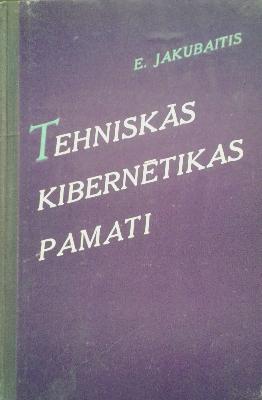 E. JAKUBAITIS
TEHNISKĀS
KIBERNĒTIKAS
PAMATI